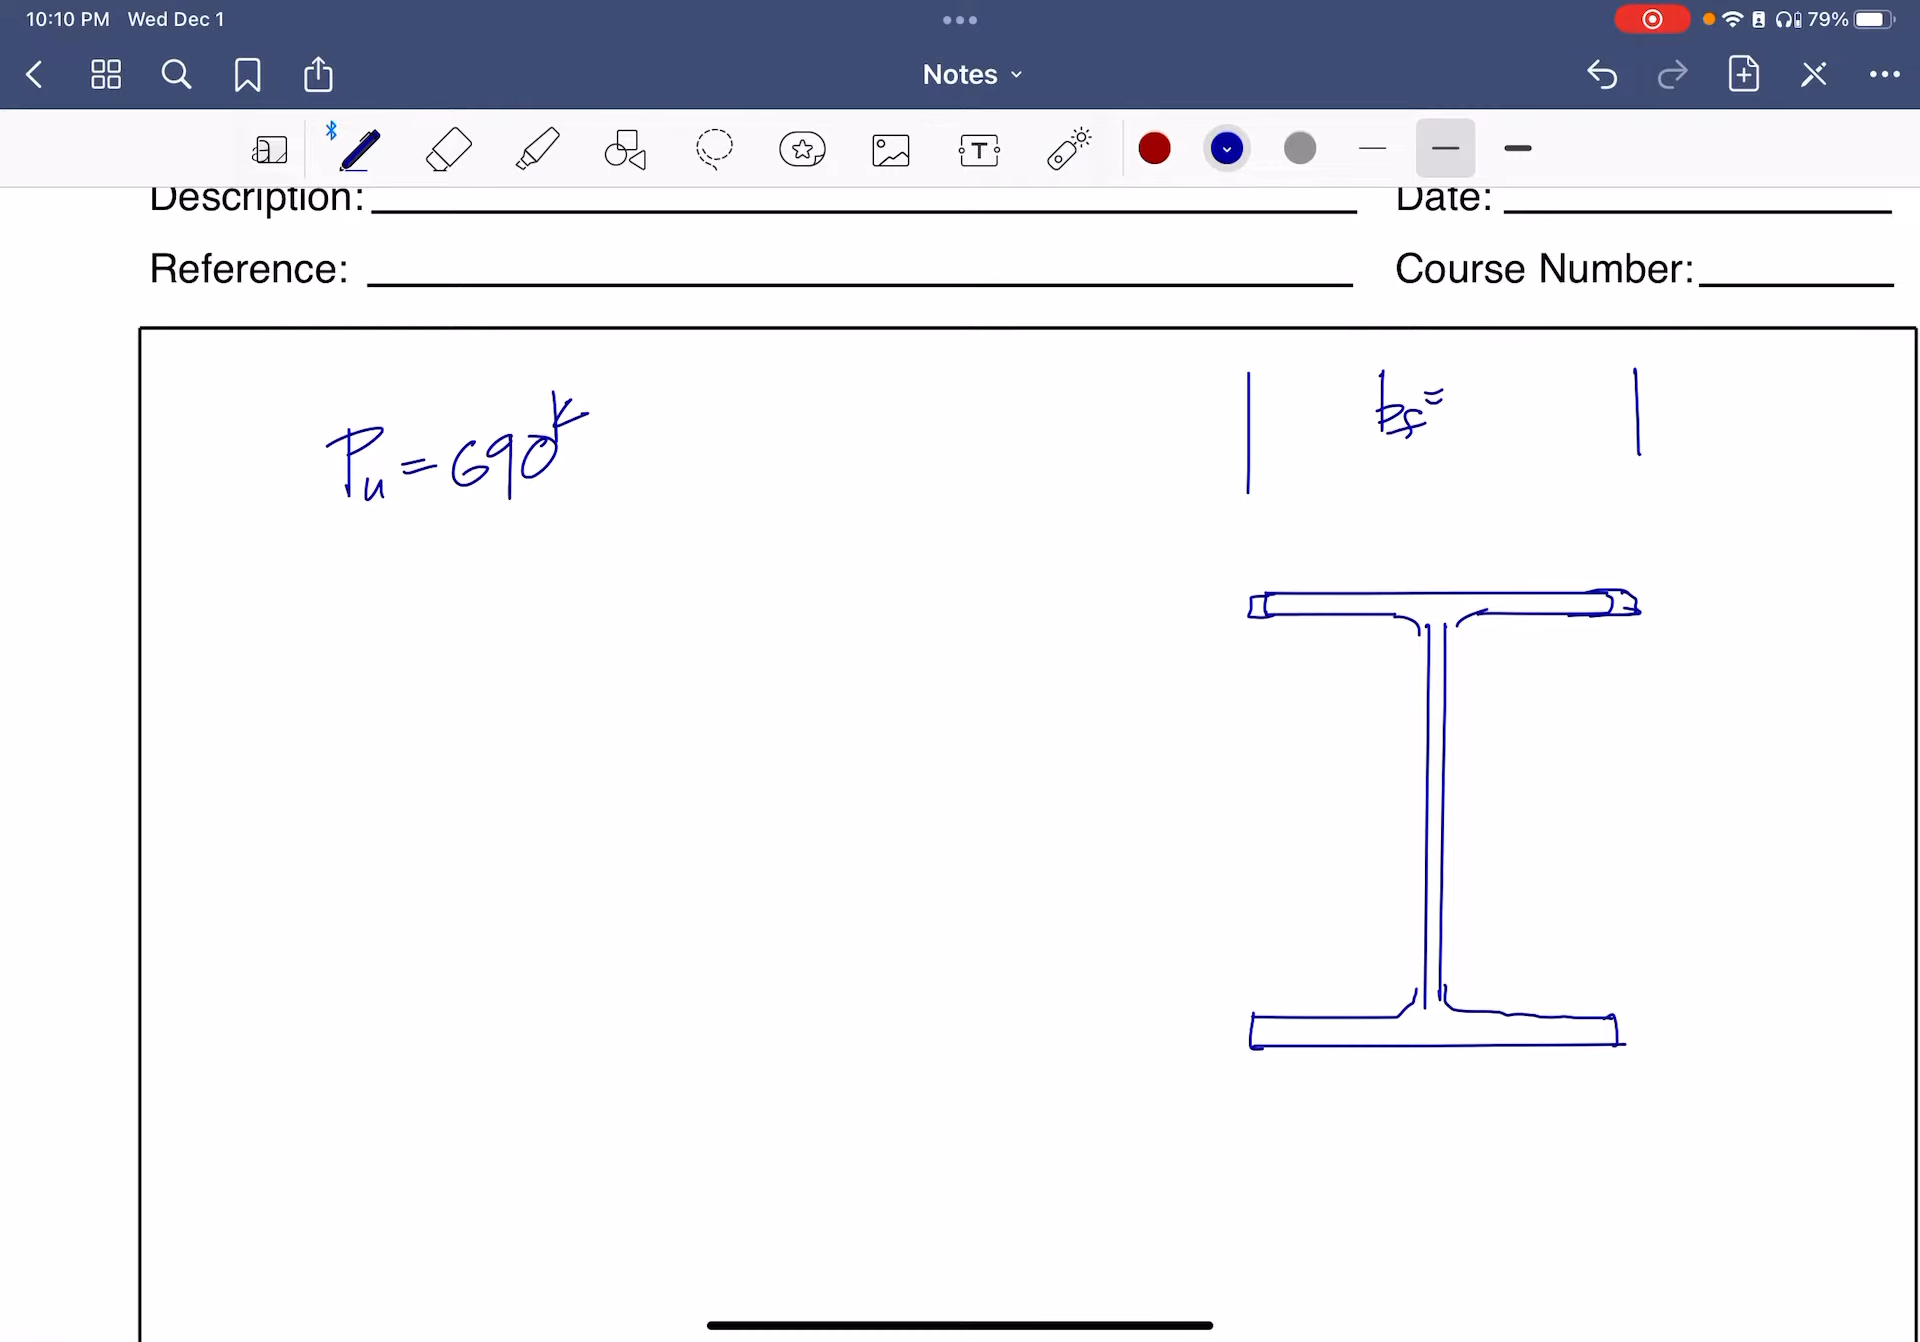 10:10 PM Wed Dec 1
79%
Notes
T
Description: Date:
Reference: Course Number:
bf=
Pu=690k